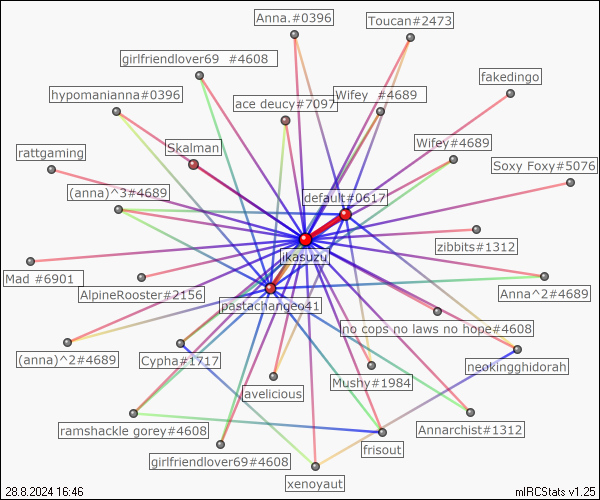 Anna.#0396
Toucan#2473
girlfriendlover69 #4608
fakedingo
hypomanianna#0396
ace deucy#7097
Wifey #4689
Skalman
Wifey#4689
rattgaming
Soxy Foxy#5076
(anna)^3#4689
default#0617
zibbits#1312
jkasuzu
Mad #6901
AlpineRooster#2156
Anna^2#4689
pastachangeo41
no cops no laws no hope#4608
(anna)^2#4689
Cypha#1717
neokingghidorah
Mushy#1984
avelicious
ramshackle gorey#4608
Annarchist#1312
frisout
girlfriendlover69#4608
xenoyaut
28.8.2024 16:46
mIRCStats v1.25